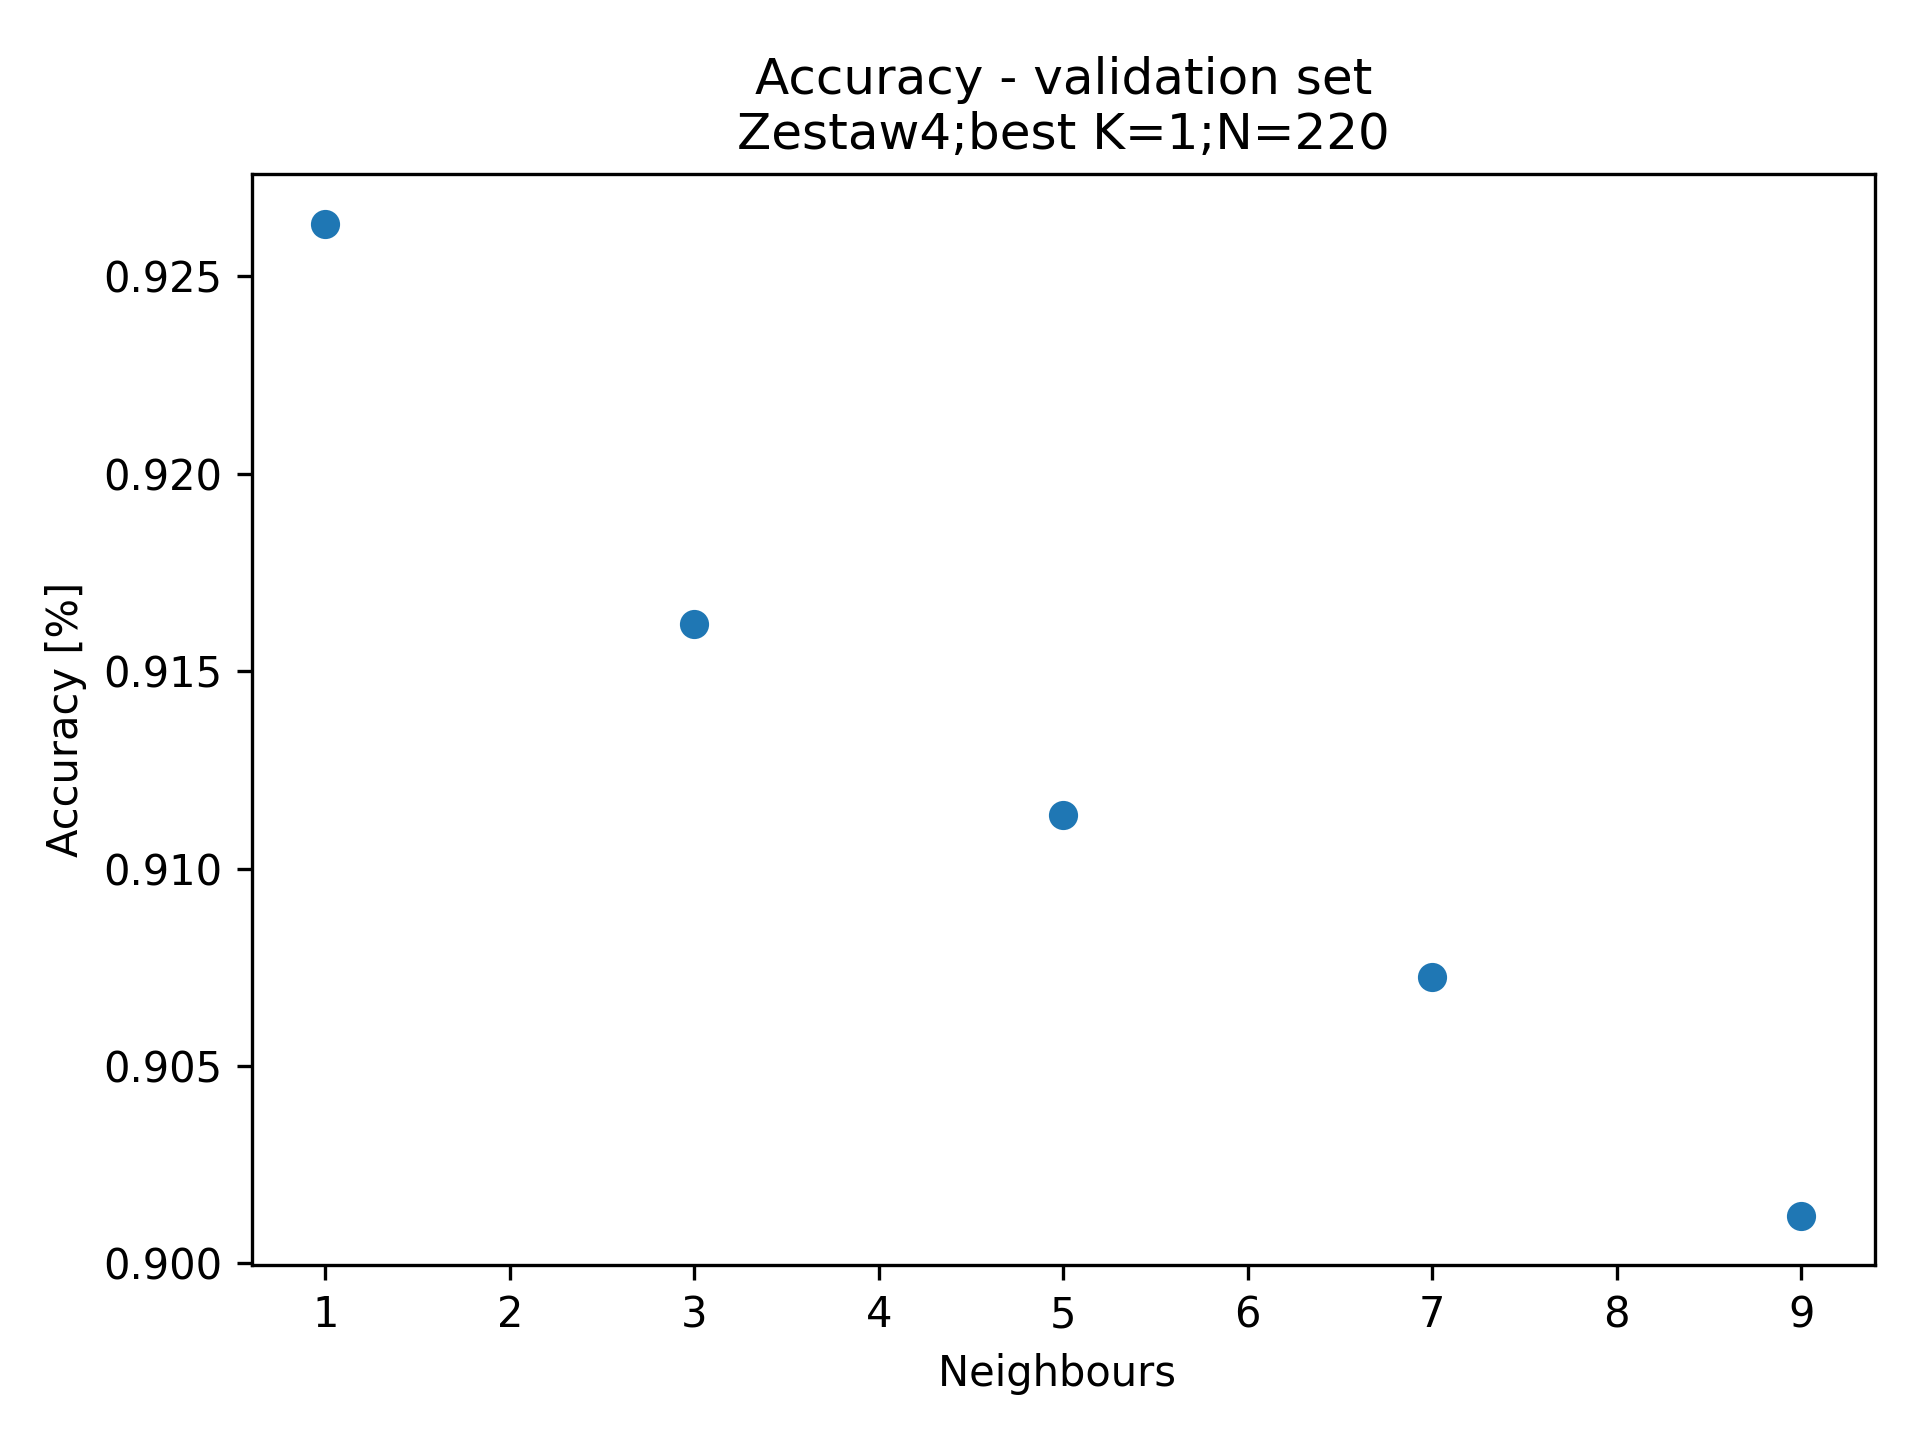 Accuracy - validation set
Zestaw4;best K=1;N=220
Accuracy [%]
0.925
0.920
0.915
0.910
0.905
0.900
1 2 3 4 5 6 7 8 9
Neighbours